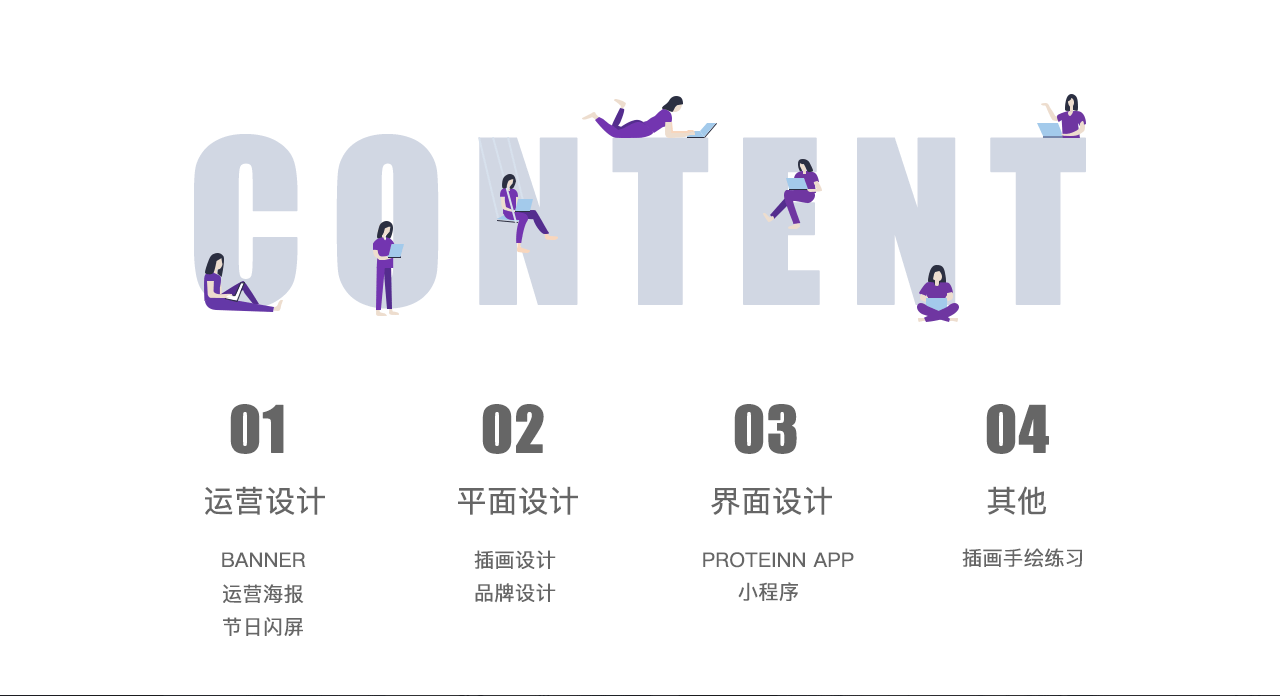 CONTENT
01
运营设计
BANNER
运营海报
节日闪屏
02
平面设计
插画设计
品牌设计
03
界面设计
PROTEINN APP
小程序
04
其他
插画手绘练习